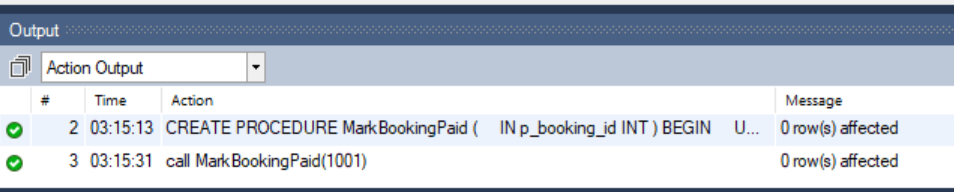 Output
Action Output
# Time Action Message
2 03:15:13 CREATE PROCEDURE MarkBookingPaid ( IN p_booking_id INT ) BEGIN U... 0 row(s) affected
3 03:15:31 call MarkBookingPaid(1001) 0 row(s) affected